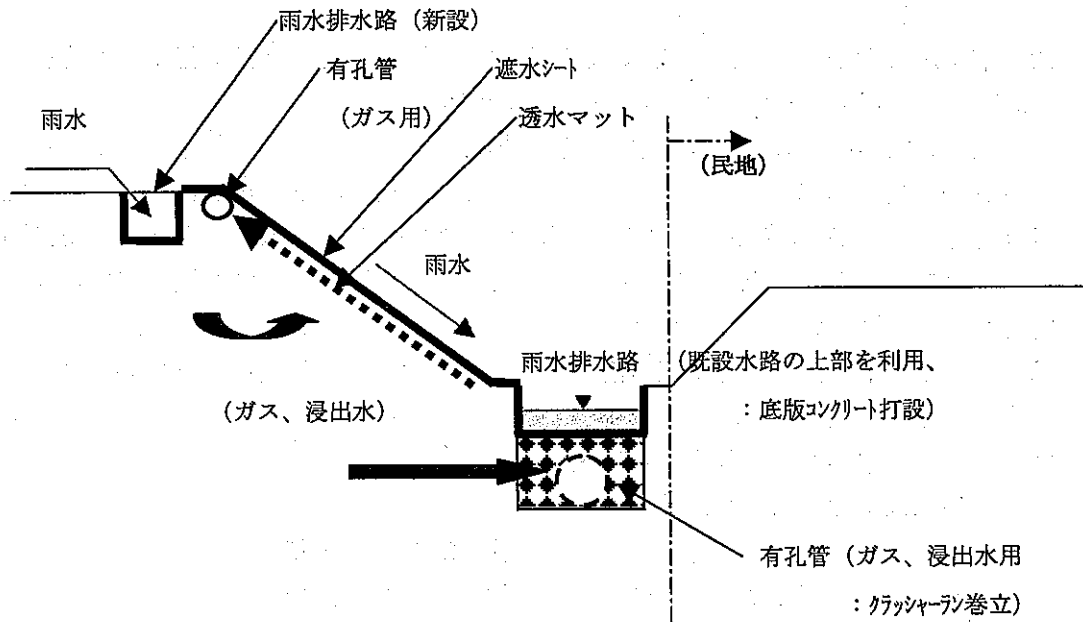 雨水排水路（新設）
有孔管
（ガス用）
遮水シート
透水マット
雨水
（民地）
雨水
雨水排水路
（既設水路の上部を利用、
：底版コンクリート打設）
（ガス、浸出水）
有孔管（ガス、浸出水用
：クラッシャーラン巻立）